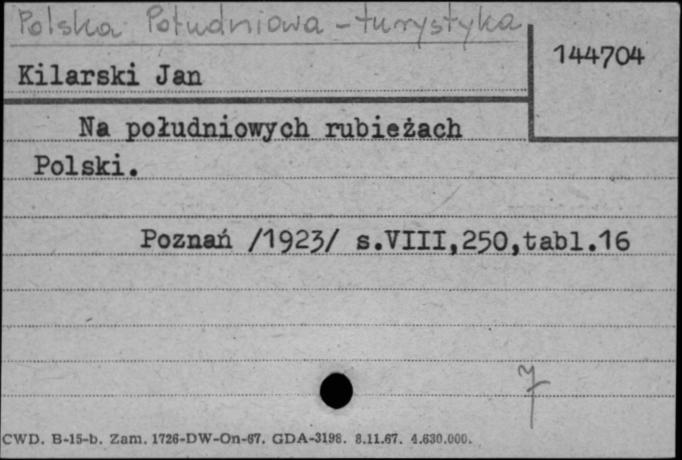 Polska Południowa - turystyka
144704
Kilarski Jan
Na południowych rubieżach
Polski.
Poznań /1923/ s.VIII,250,tabl.16
7
CWD. B-15-b. Zam. 1726-DW-On-67. GDA-3198. 8.11.67. 4.630.000.